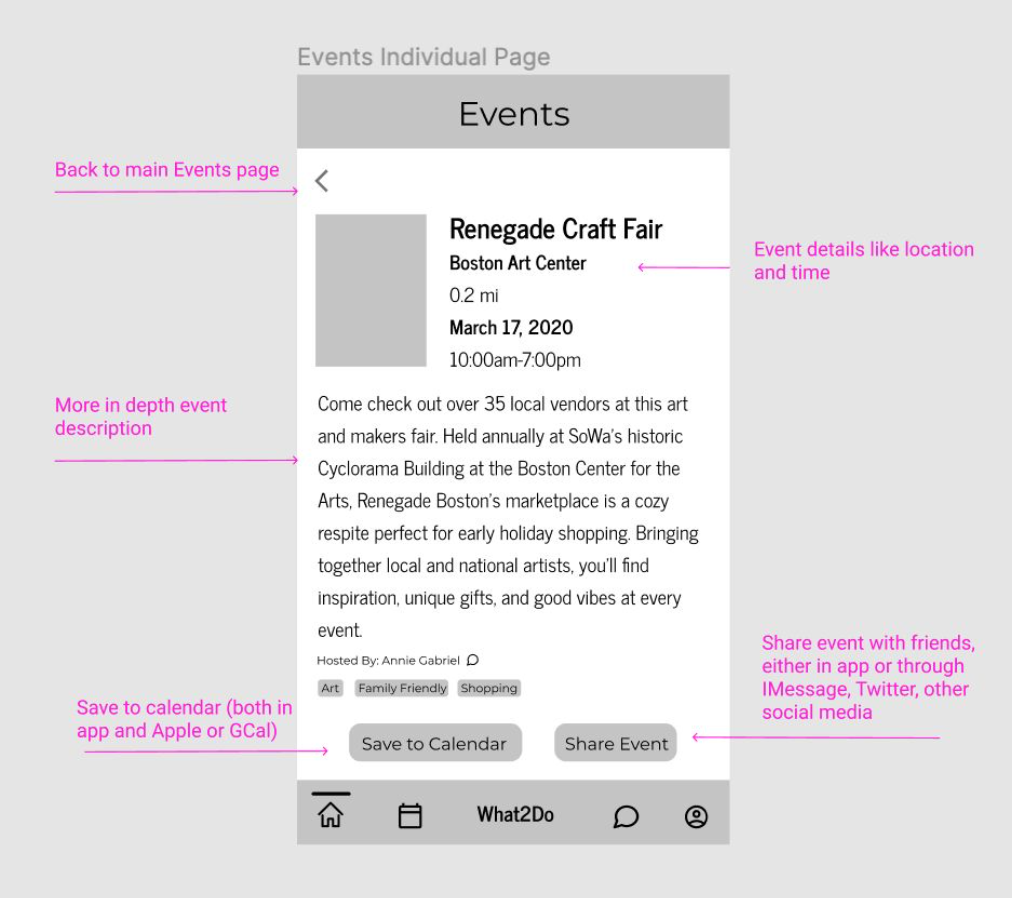 Events Individual Page
Events
Back to main Events page
Renegade Craft Fair
Boston Art Center
0.2 mi
March 17, 2020
10:00am-7:00pm
Event details like location
and time
More in depth event
description
Come check out over 35 local vendors at this art
and makers fair. Held annually at SoWa's historic
Cyclorama Building at the Boston Center for the
Arts, Renegade Boston's marketplace is a cozy
respite perfect for early holiday shopping. Bringing
together local and national artists, you'll find
inspiration, unique gifts, and good vibes at every
event.
Hosted By: Annie Gabriel
Art Family Friendly Shopping
Share event with friends,
either in app or through
IMessage, Twitter, other
social media
Save to calendar (both in
app and Apple or GCal)
Save to Calendar Share Event
What2Do